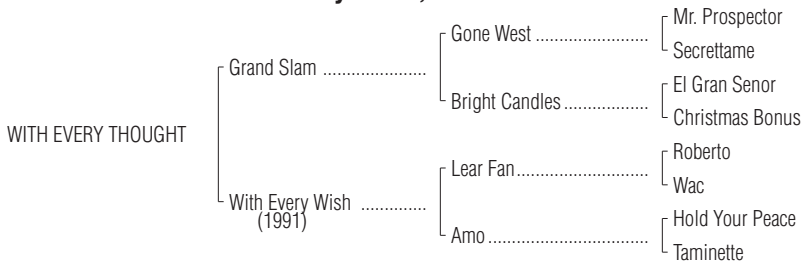 Mr. Prospector
Gone West ........................
Secrettame
Grand Slam ......................
El Gran Senor
Bright Candles..................
Christmas Bonus
WITH EVERY THOUGHT
Roberto
Lear Fan............................
Wac
With Every Wish ..............
(1991)
Hold Your Peace
Amo..................................
Taminette